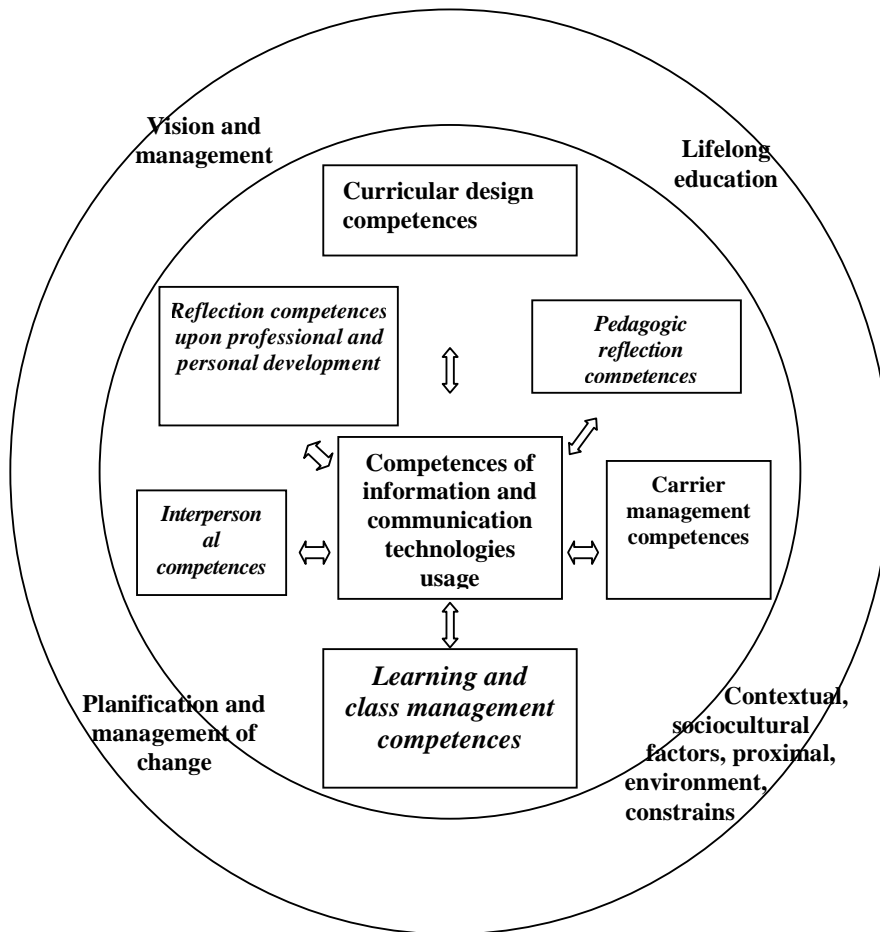 Vision and
management
Lifelong
education
Curricular design
competences
Reflection competences
upon professional and
personal development
Pedagogic
reflection
competences
Competences of
information and
communication
technologies
usage
Carrier
management
competences
Interperson
al
competences
Learning and
class management
competences
Planification and
management of
change
Contextual,
sociocultural
factors, proximal,
environment,
constrains